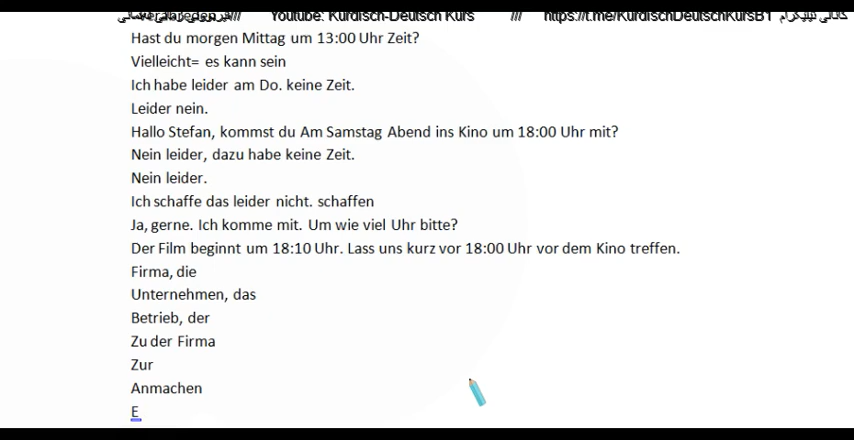 Youtube: Kurdisch-Deutsch Kurs /// https://t.me/KurdischDeutschKursB1 کاناڵی تێلیگرام
Hast du morgen Mittag um 13:00 Uhr Zeit?
Vielleicht= es kann sein
Ich habe leider am Do. keine Zeit.
Leider nein.
Hallo Stefan, kommst du Am Samstag Abend ins Kino um 18:00 Uhr mit?
Nein leider, dazu habe keine Zeit.
Nein leider.
Ich schaffe das leider nicht. schaffen
Ja, gerne. Ich komme mit. Um wie viel Uhr bitte?
Der Film beginnt um 18:10 Uhr. Lass uns kurz vor 18:00 Uhr vor dem Kino treffen.
Firma, die
Unternehmen, das
Betrieb, der
Zu der Firma
Zur
Anmachen
E